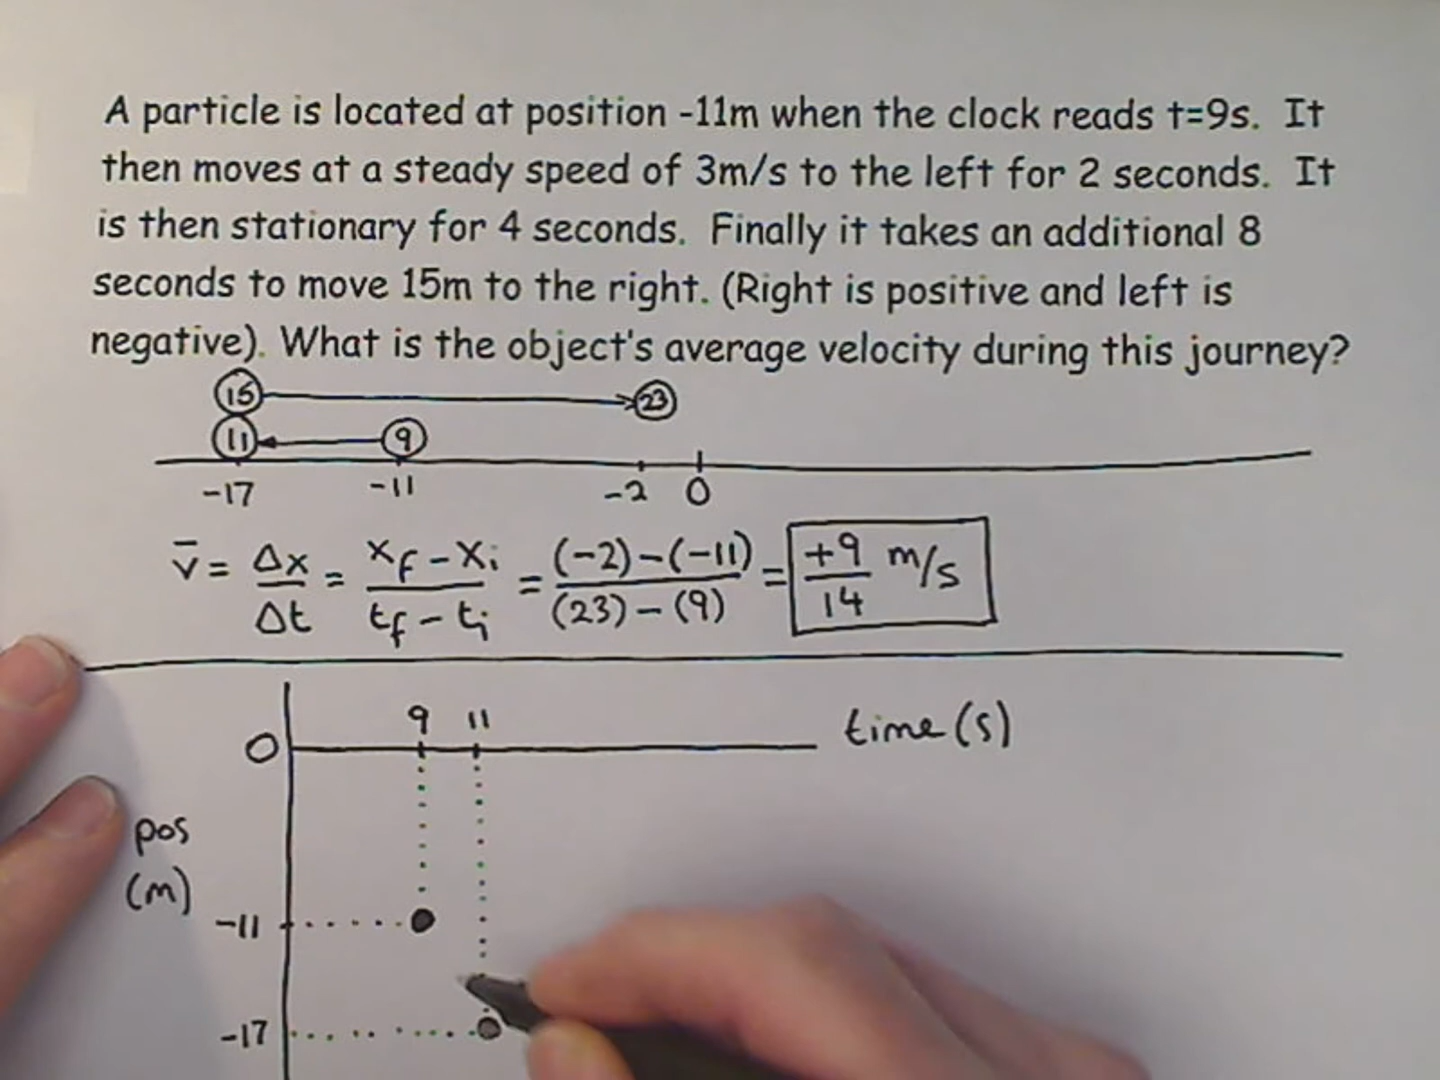 A particle is located at position -11m when the clock reads t=9s. It
then moves at a steady speed of 3m/s to the left for 2 seconds. It
is then stationary for 4 seconds. Finally it takes an additional 8
seconds to move 15m to the right. (Right is positive and left is
negative). What is the object's average velocity during this journey?
15 23
11 9
-17 -11 -2 0
v̄ = Δx/Δt = (xf - xi)/(tf - ti) = ((-2)-(-11))/((23)-(9)) = +9/14 m/s
9 11 time (s)
0
pos
(m)
-11
-17